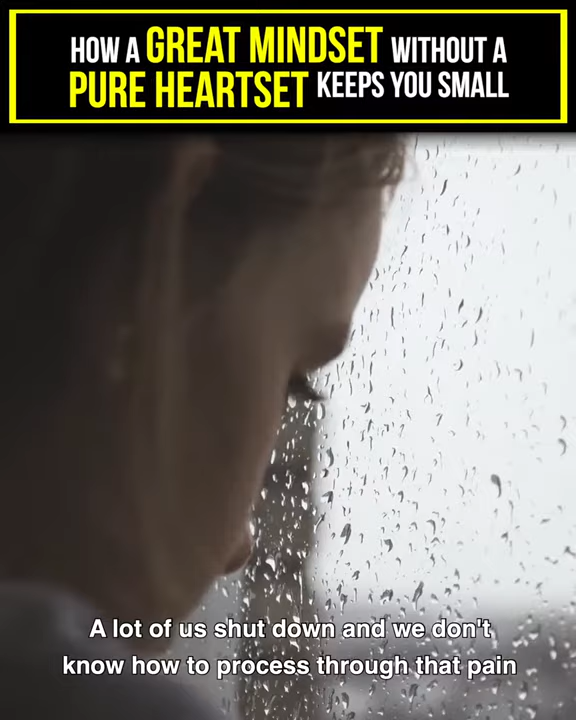 HOW A GREAT MINDSET WITHOUT A
PURE HEARTSET KEEPS YOU SMALL
A lot of us shut down and we don't
know how to process through that pain